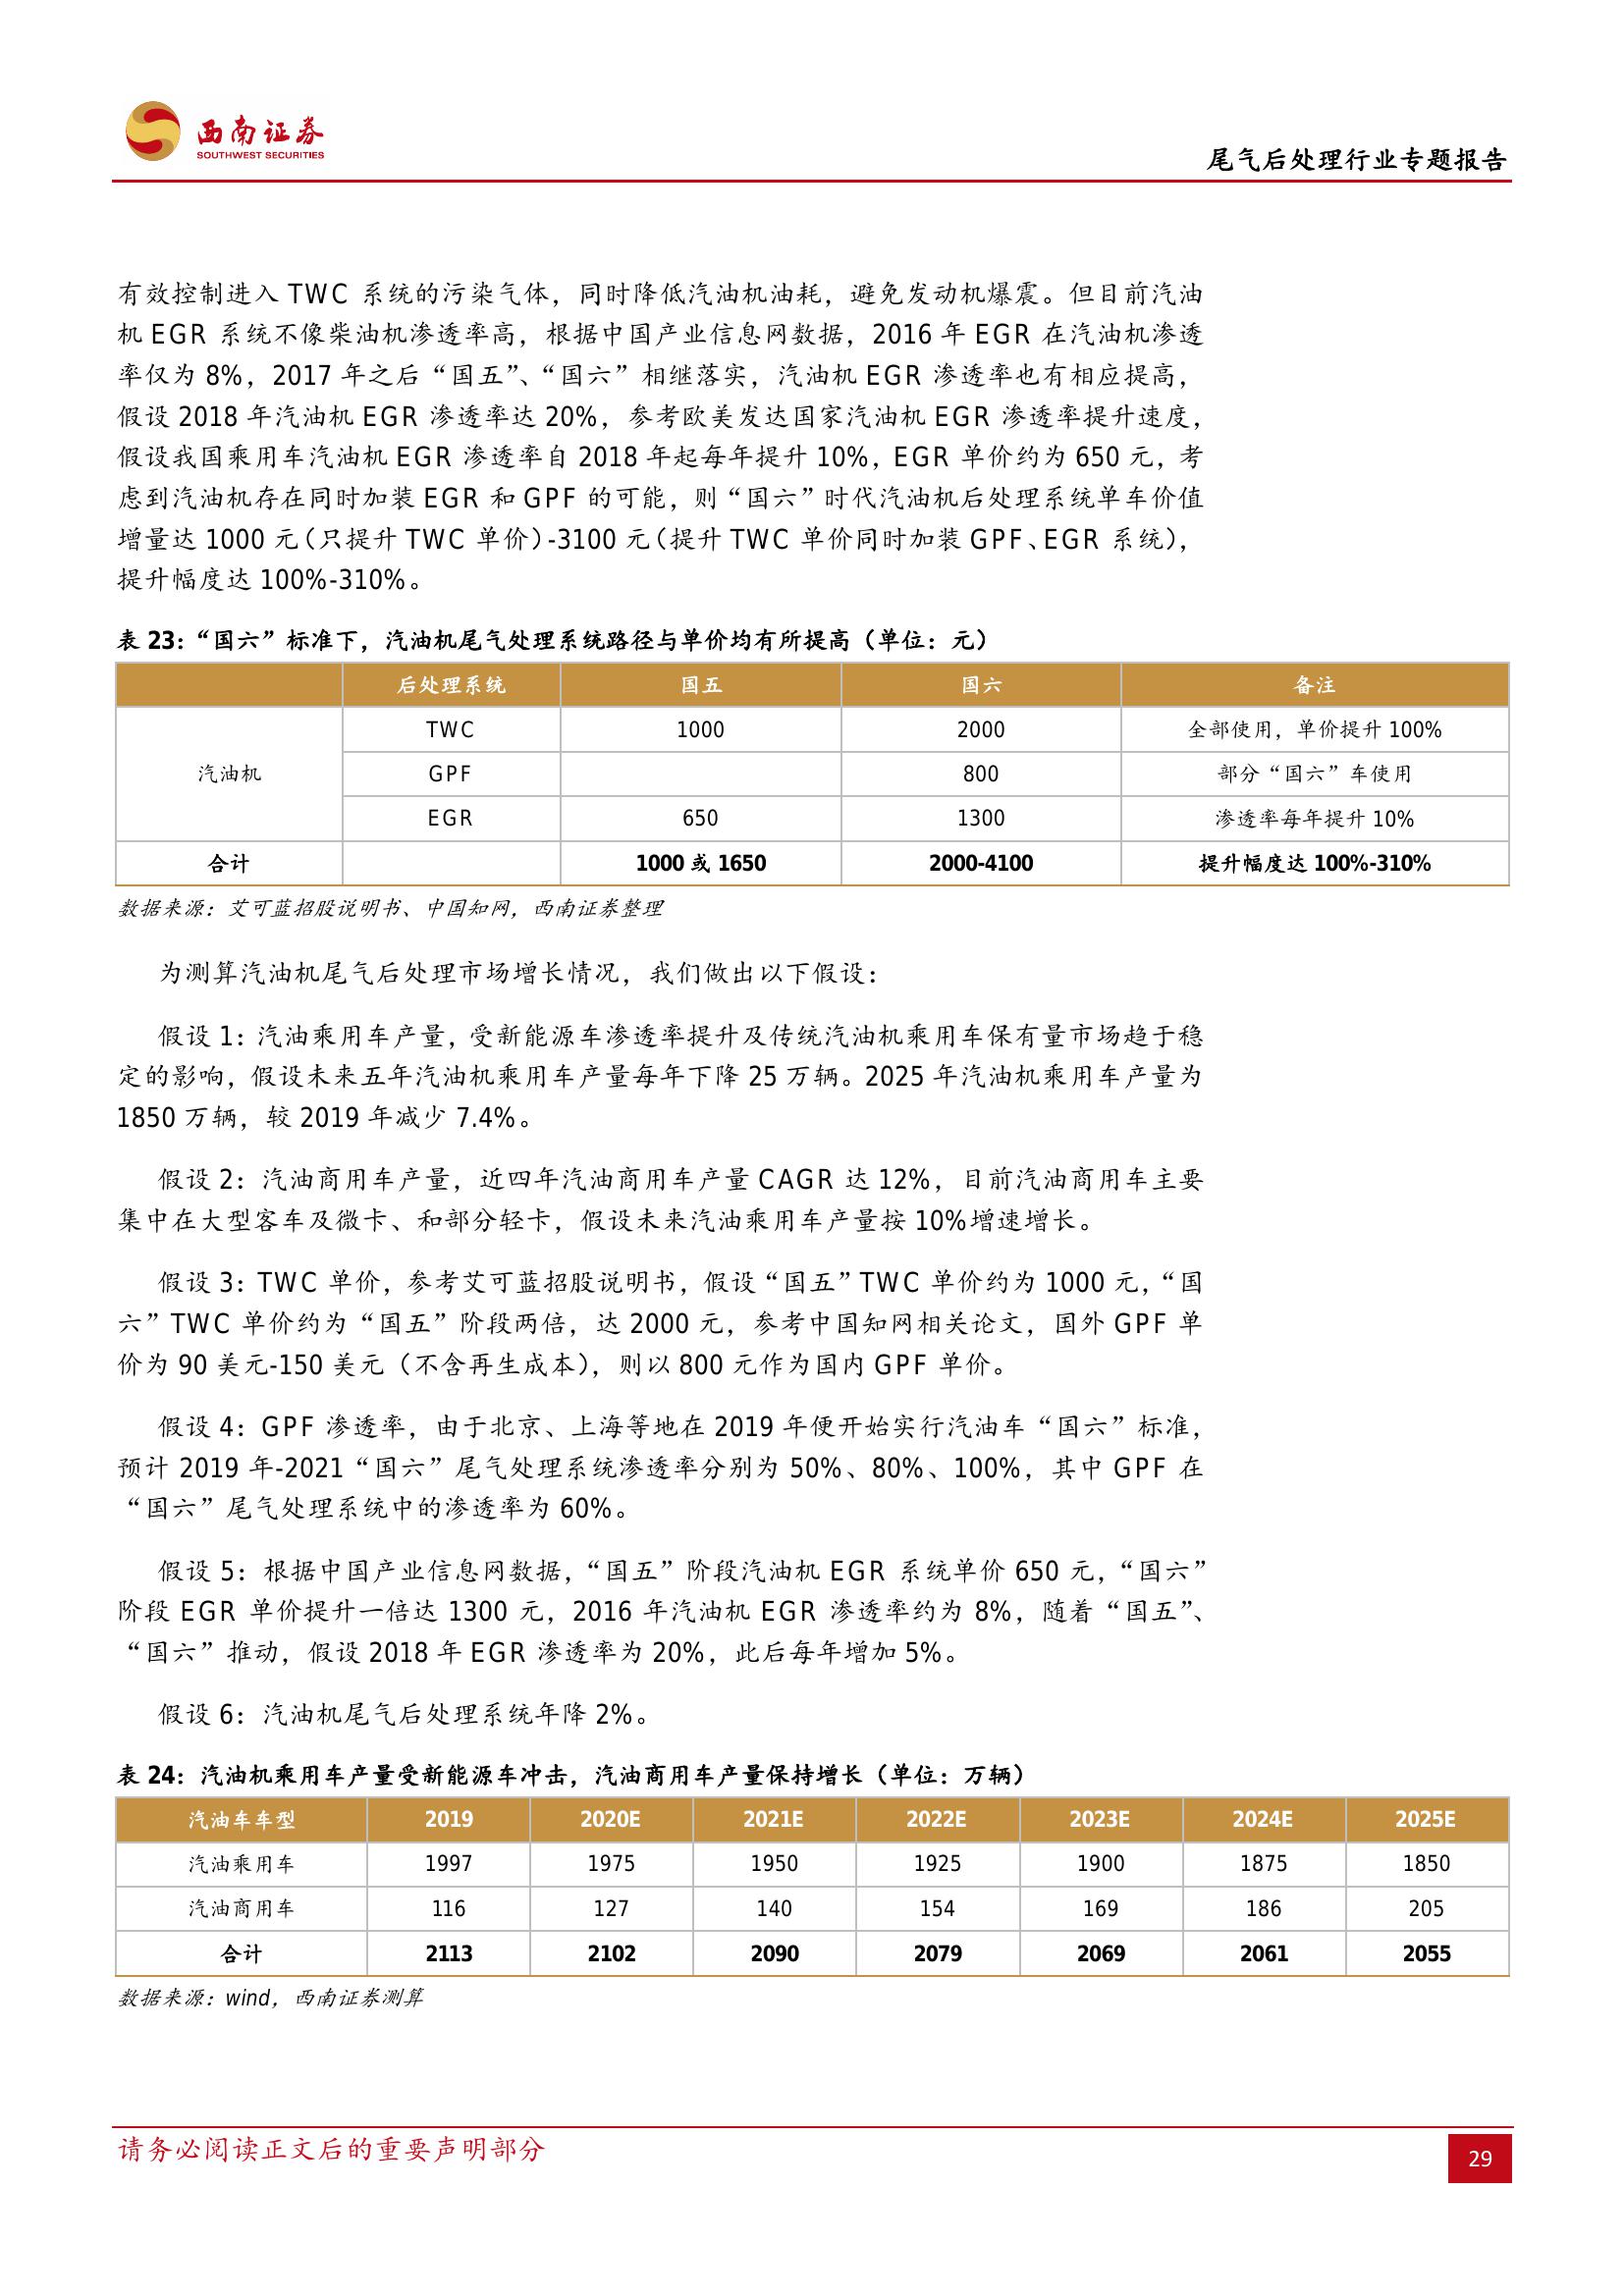 西南证券
SOUTHWEST SECURITIES
尾气后处理行业专题报告
有效控制进入 TWC 系统的污染气体，同时降低汽油机油耗，避免发动机爆震。但目前汽油
机 EGR 系统不像柴油机渗透率高，根据中国产业信息网数据，2016 年 EGR 在汽油机渗透
率仅为 8%，2017 年之后“国五”、“国六”相继落实，汽油机 EGR 渗透率也有相应提高，
假设 2018 年汽油机 EGR 渗透率达 20%，参考欧美发达国家汽油机 EGR 渗透率提升速度，
假设我国乘用车汽油机 EGR 渗透率自 2018 年起每年提升 10%，EGR 单价约为 650 元，考
虑到汽油机存在同时加装 EGR 和 GPF 的可能，则“国六”时代汽油机后处理系统单车价值
增量达 1000 元（只提升 TWC 单价）-3100 元（提升 TWC 单价同时加装 GPF、EGR 系统），
提升幅度达 100%-310%。
表 23：“国六”标准下，汽油机尾气处理系统路径与单价均有所提高（单位：元）
后处理系统 国五 国六 备注
TWC 1000 2000 全部使用，单价提升 100%
汽油机 GPF 800 部分“国六”车使用
EGR 650 1300 渗透率每年提升 10%
合计 1000 或 1650 2000-4100 提升幅度达 100%-310%
数据来源：艾可蓝招股说明书、中国知网，西南证券整理
为测算汽油机尾气后处理市场增长情况，我们做出以下假设：
假设 1：汽油乘用车产量，受新能源车渗透率提升及传统汽油机乘用车保有量市场趋于稳
定的影响，假设未来五年汽油机乘用车产量每年下降 25 万辆。2025 年汽油机乘用车产量为
1850 万辆，较 2019 年减少 7.4%。
假设 2：汽油商用车产量，近四年汽油商用车产量 CAGR 达 12%，目前汽油商用车主要
集中在大型客车及微卡、和部分轻卡，假设未来汽油乘用车产量按 10%增速增长。
假设 3：TWC 单价，参考艾可蓝招股说明书，假设“国五”TWC 单价约为 1000 元，“国
六”TWC 单价约为“国五”阶段两倍，达 2000 元，参考中国知网相关论文，国外 GPF 单
价为 90 美元-150 美元（不含再生成本），则以 800 元作为国内 GPF 单价。
假设 4：GPF 渗透率，由于北京、上海等地在 2019 年便开始实行汽油车“国六”标准，
预计 2019 年-2021“国六”尾气处理系统渗透率分别为 50%、80%、100%，其中 GPF 在
“国六”尾气处理系统中的渗透率为 60%。
假设 5：根据中国产业信息网数据，“国五”阶段汽油机 EGR 系统单价 650 元，“国六”
阶段 EGR 单价提升一倍达 1300 元，2016 年汽油机 EGR 渗透率约为 8%，随着“国五”、
“国六”推动，假设 2018 年 EGR 渗透率为 20%，此后每年增加 5%。
假设 6：汽油机尾气后处理系统年降 2%。
表 24：汽油机乘用车产量受新能源车冲击，汽油商用车产量保持增长（单位：万辆）
汽油车车型 2019 2020E 2021E 2022E 2023E 2024E 2025E
汽油乘用车 1997 1975 1950 1925 1900 1875 1850
汽油商用车 116 127 140 154 169 186 205
合计 2113 2102 2090 2079 2069 2061 2055
数据来源：wind，西南证券测算
请务必阅读正文后的重要声明部分
29